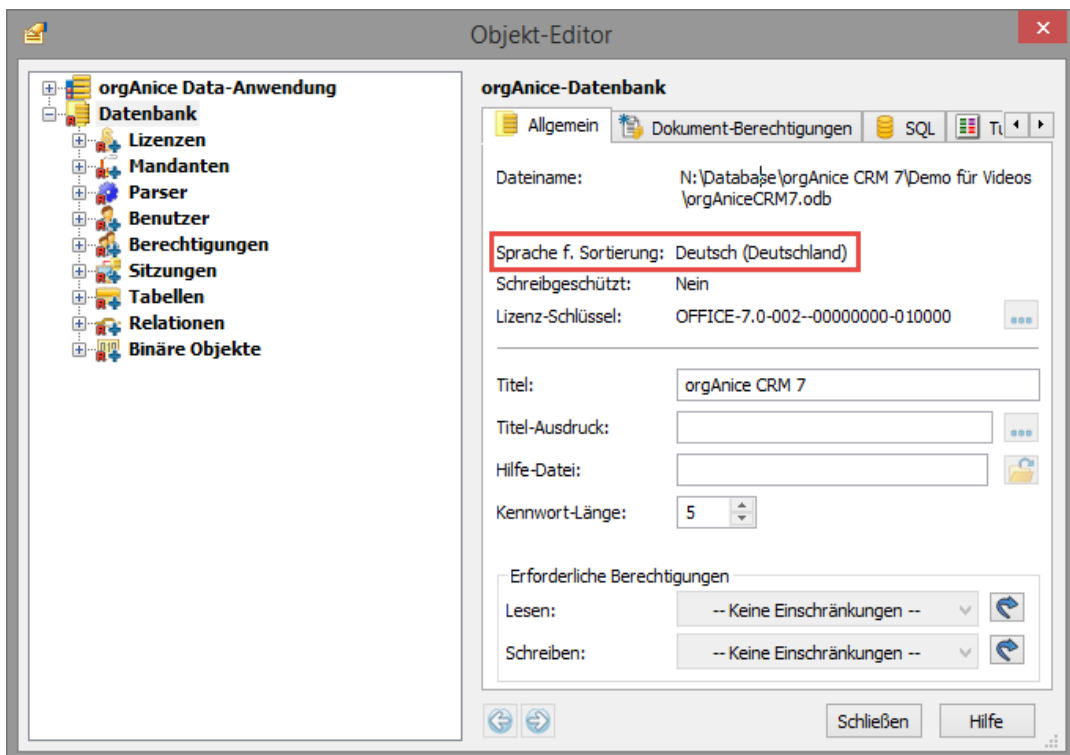 Objekt-Editor
orgAnice Data-Anwendung
Datenbank
Lizenzen
Mandanten
Parser
Benutzer
Berechtigungen
Sitzungen
Tabellen
Relationen
Binäre Objekte
orgAnice-Datenbank
Allgemein Dokument-Berechtigungen SQL
Dateiname: N:\Database\orgAnice CRM 7\Demo für Videos
\orgAniceCRM7.odb
Sprache f. Sortierung: Deutsch (Deutschland)
Schreibgeschützt: Nein
Lizenz-Schlüssel: OFFICE-7.0-002--00000000-010000
Titel: orgAnice CRM 7
Titel-Ausdruck:
Hilfe-Datei:
Kennwort-Länge: 5
Erforderliche Berechtigungen
Lesen: -- Keine Einschränkungen --
Schreiben: -- Keine Einschränkungen --
Schließen Hilfe